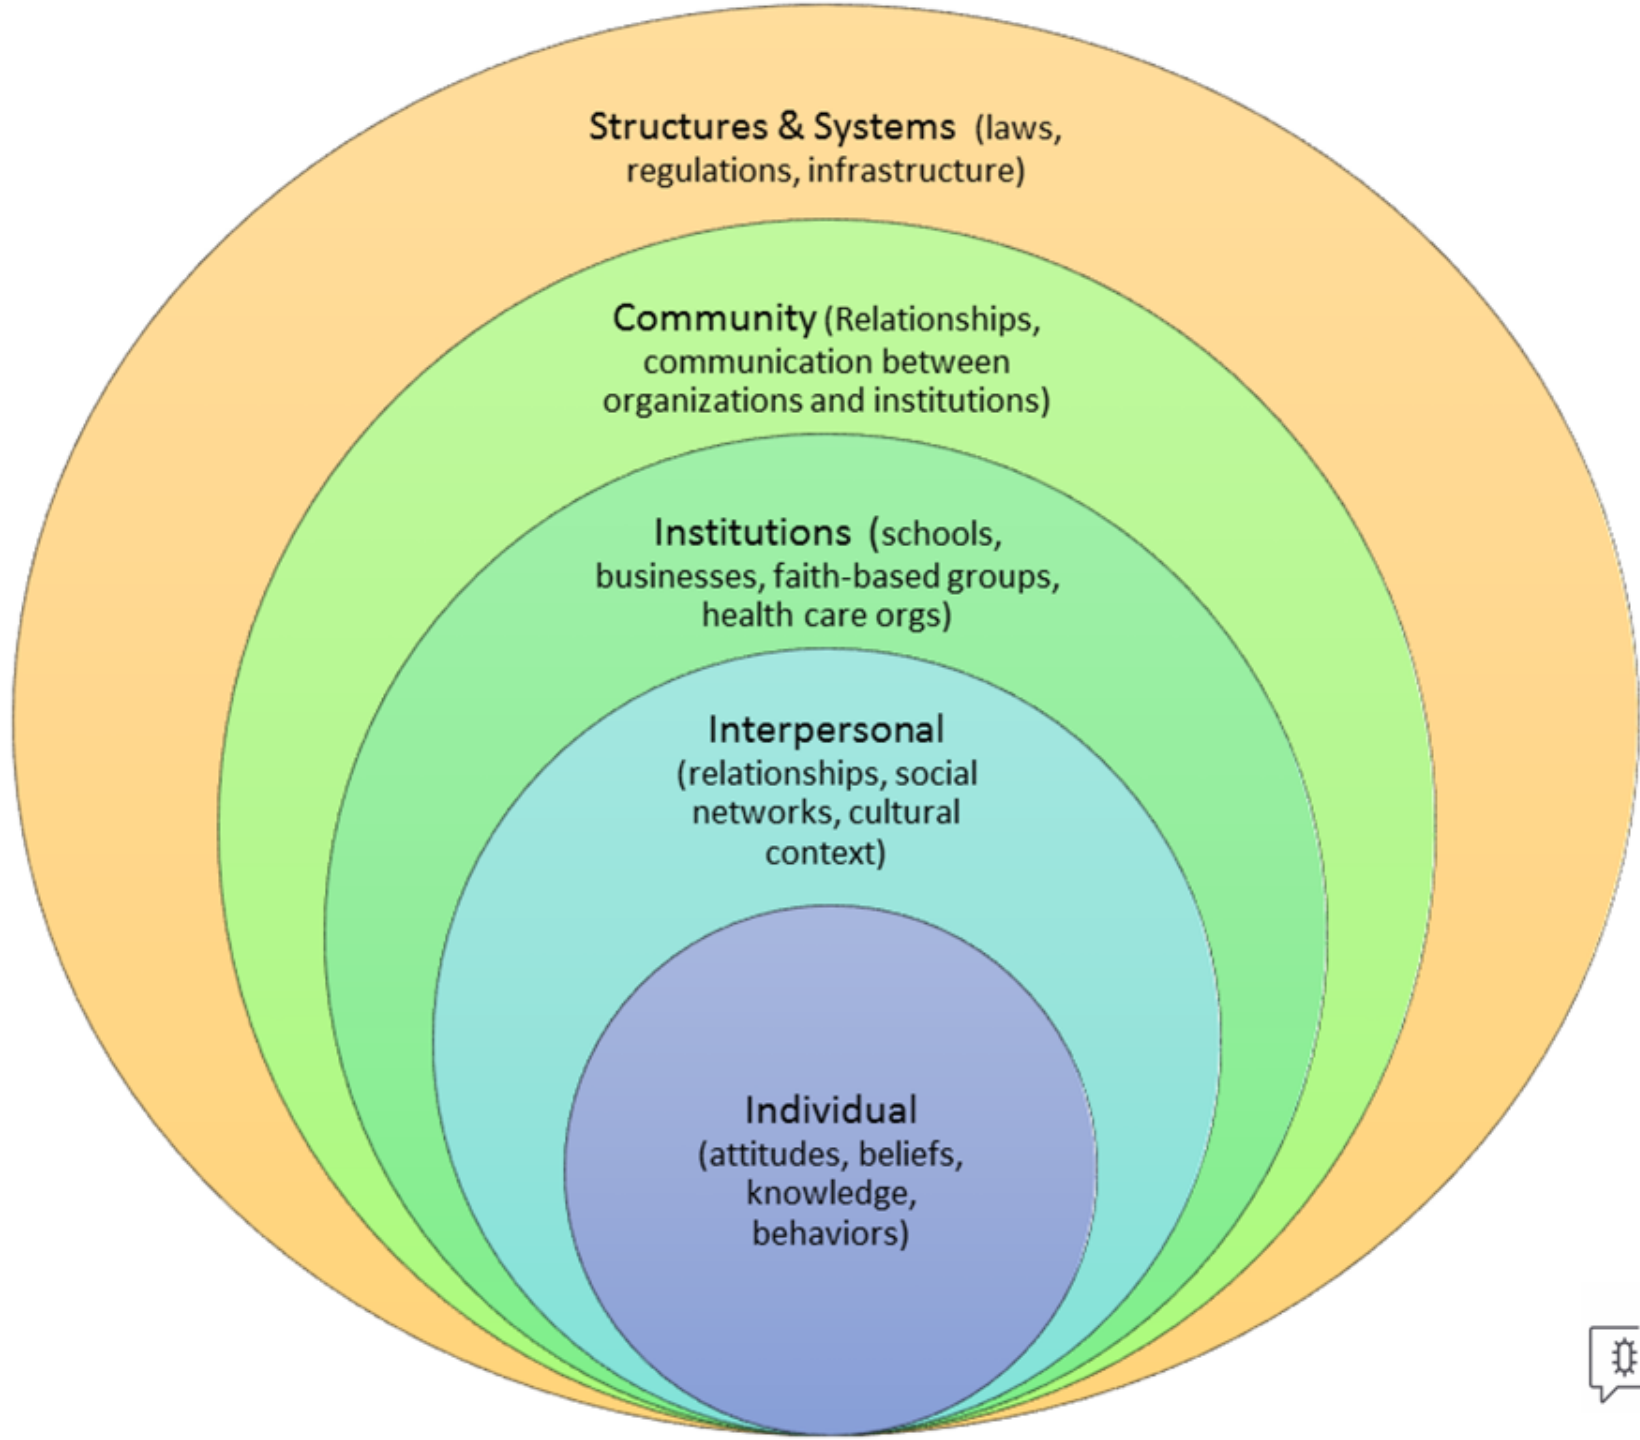 Structures & Systems (laws,
regulations, infrastructure)
Community (Relationships,
communication between
organizations and institutions)
Institutions (schools,
businesses, faith-based groups,
health care orgs)
Interpersonal
(relationships, social
networks, cultural
context)
Individual
(attitudes, beliefs,
knowledge,
behaviors)